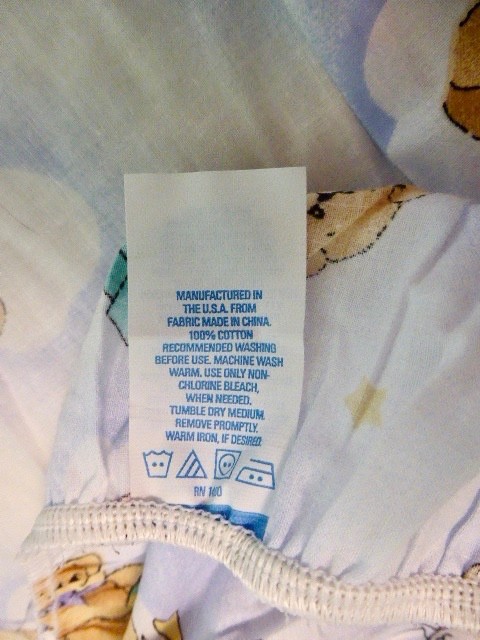 MANUFACTURED IN
THE U.S.A. FROM
FABRIC MADE IN CHINA.
100% COTTON
RECOMMENDED WASHING
BEFORE USE. MACHINE WASH
WARM. USE ONLY NON-
CHLORINE BLEACH,
WHEN NEEDED.
TUMBLE DRY MEDIUM.
REMOVE PROMPTLY.
WARM IRON, IF DESIRED
RN